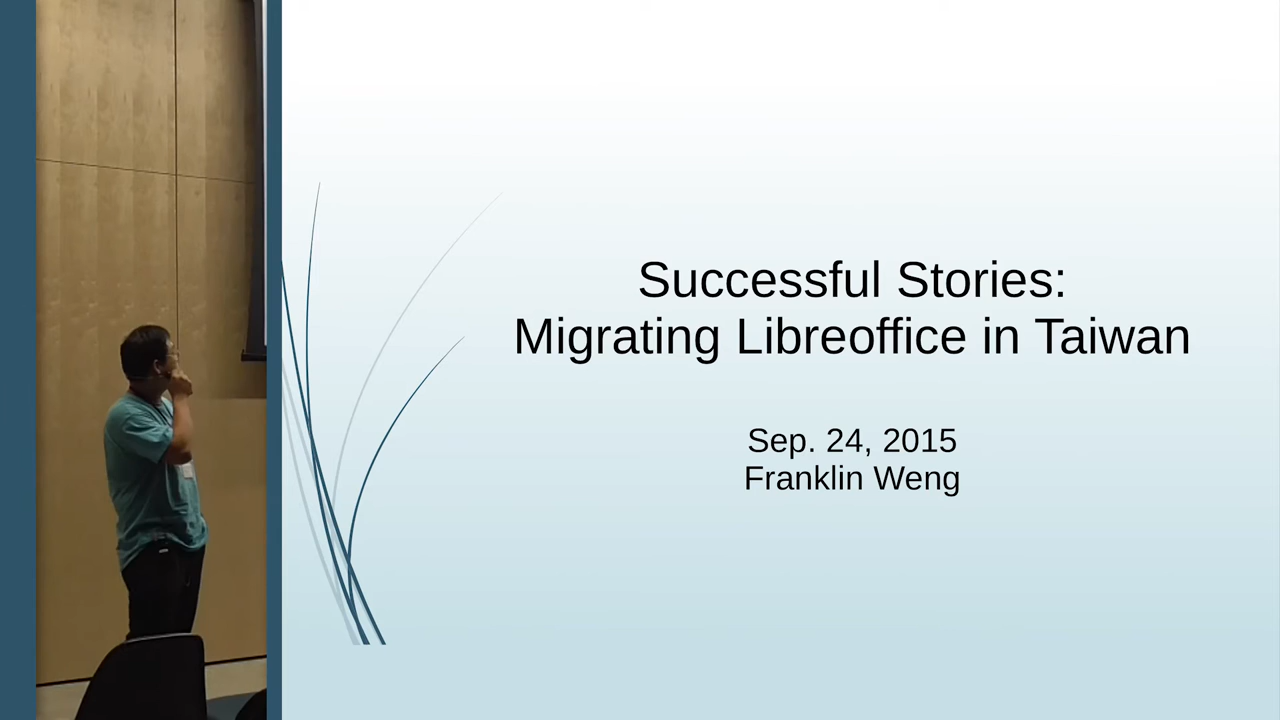 Successful Stories:
Migrating Libreoffice in Taiwan
Sep. 24, 2015
Franklin Weng